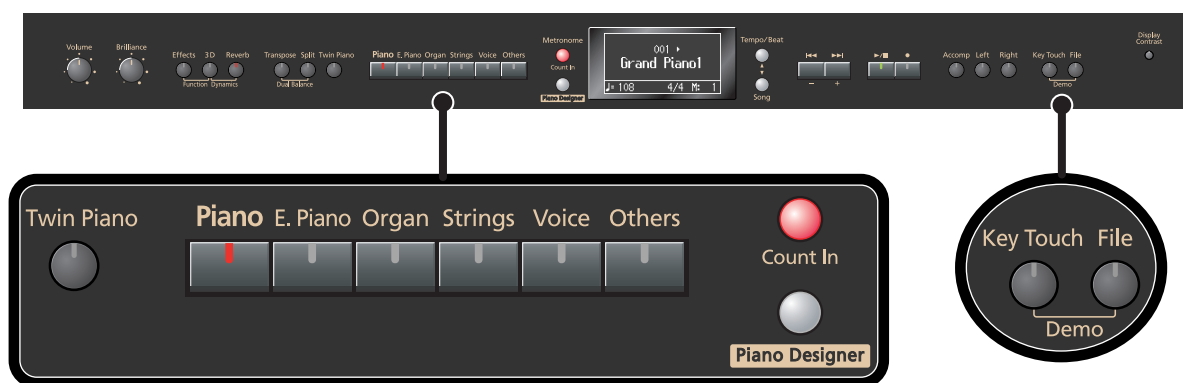 Volume Brilliance
Effects 3D Reverb
Function Dynamics
Transpose Split Twin Piano
Dual Balance
Piano E. Piano Organ Strings Voice Others
Metronome
Count In
Piano Designer
001
Grand Piano1
♩= 108 4/4 M: 1
Tempo/Beat
Song
− +
Accomp Left Right
Key Touch File
Demo
Display
Contrast
Twin Piano
Piano E. Piano Organ Strings Voice Others
Count In
Piano Designer
Key Touch File
Demo